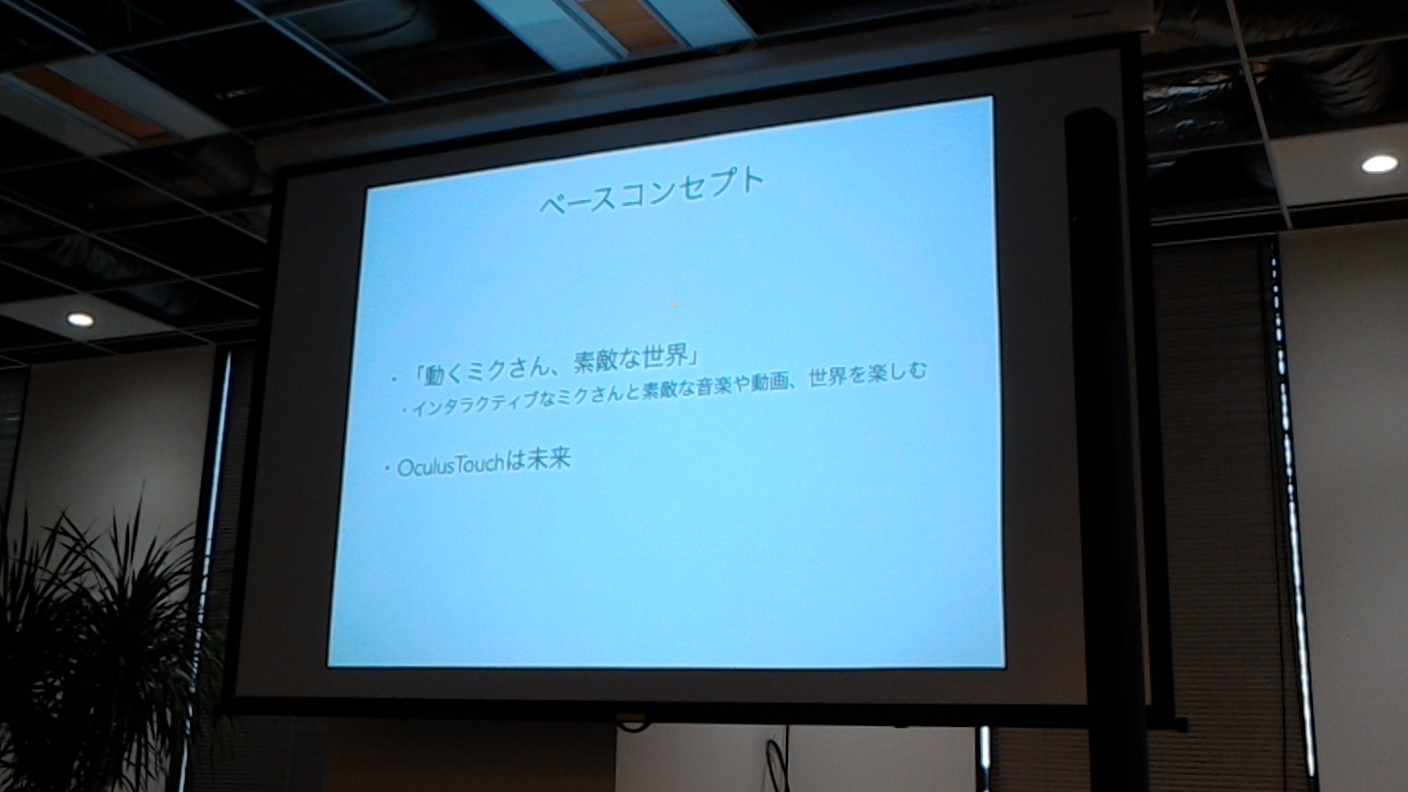 ベースコンセプト
・「動くミクさん、素敵な世界」
・インタラクティブなミクさんと素敵な音楽や動画、世界を楽しむ
・OculusTouchは未来